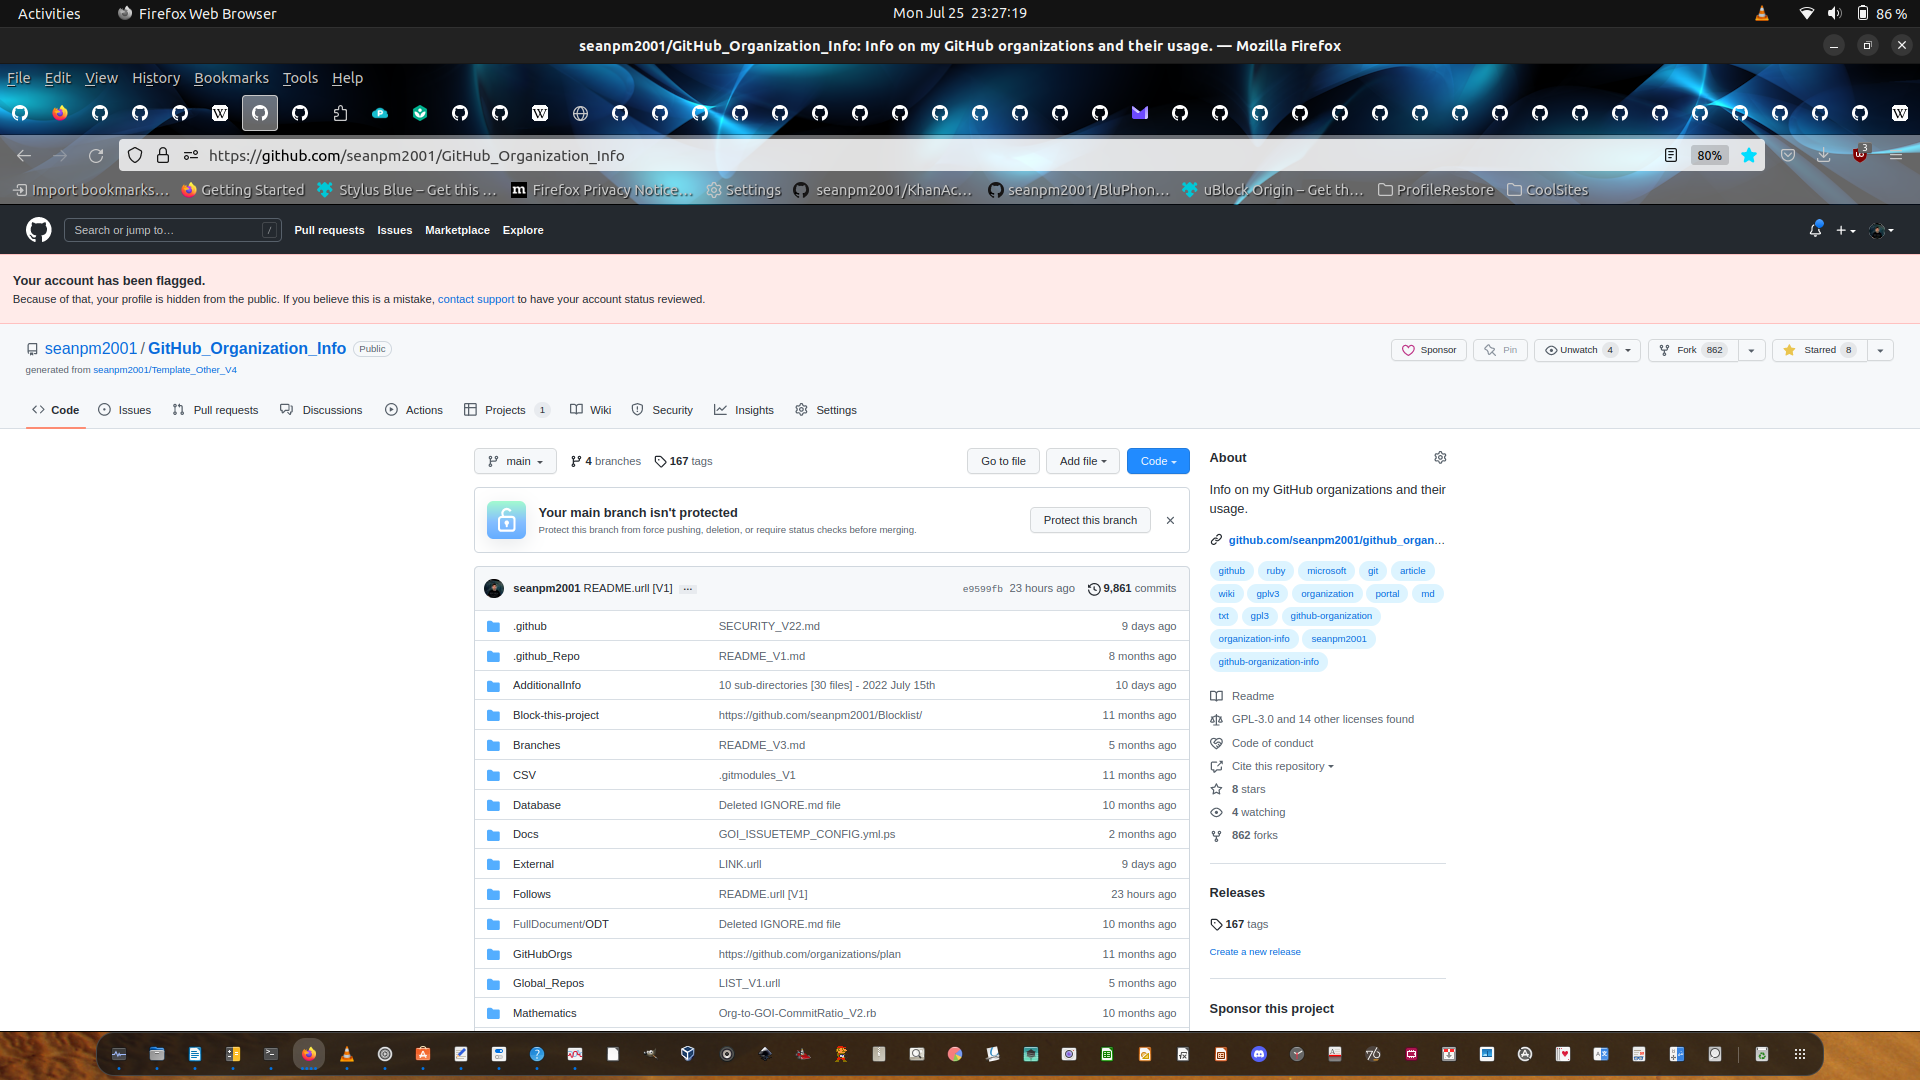 Activities
Firefox Web Browser
Mon Jul 25 23:27:19
86 %
seanpm2001/GitHub_Organization_Info: Info on my GitHub organizations and their usage. — Mozilla Firefox
File Edit View History Bookmarks Tools Help
https://github.com/seanpm2001/GitHub_Organization_Info
80%
3
Import bookmarks… Getting Started Stylus Blue – Get this … Firefox Privacy Notice… Settings seanpm2001/KhanAc… seanpm2001/BluPhon… uBlock Origin – Get th… ProfileRestore CoolSites
Search or jump to… /
Pull requests Issues Marketplace Explore
Your account has been flagged.
Because of that, your profile is hidden from the public. If you believe this is a mistake, contact support to have your account status reviewed.
seanpm2001 / GitHub_Organization_Info Public
Sponsor Pin Unwatch 4 Fork 862 Starred 8
generated from seanpm2001/Template_Other_V4
Code Issues Pull requests Discussions Actions Projects 1 Wiki Security Insights Settings
main 4 branches 167 tags
Go to file Add file Code
Your main branch isn't protected
Protect this branch from force pushing, deletion, or require status checks before merging.
Protect this branch
seanpm2001 README.urll [V1] … e9599fb 23 hours ago 9,861 commits
.github SECURITY_V22.md 9 days ago
.github_Repo README_V1.md 8 months ago
AdditionalInfo 10 sub-directories [30 files] - 2022 July 15th 10 days ago
Block-this-project https://github.com/seanpm2001/Blocklist/ 11 months ago
Branches README_V3.md 5 months ago
CSV .gitmodules_V1 11 months ago
Database Deleted IGNORE.md file 10 months ago
Docs GOI_ISSUETEMP_CONFIG.yml.ps 2 months ago
External LINK.urll 9 days ago
Follows README.urll [V1] 23 hours ago
FullDocument/ODT Deleted IGNORE.md file 10 months ago
GitHubOrgs https://github.com/organizations/plan 11 months ago
Global_Repos LIST_V1.urll 5 months ago
Mathematics Org-to-GOI-CommitRatio_V2.rb 10 months ago
About
Info on my GitHub organizations and their
usage.
github.com/seanpm2001/github_organ…
github ruby microsoft git article
wiki gplv3 organization portal md
txt gpl3 github-organization
organization-info seanpm2001
github-organization-info
Readme
GPL-3.0 and 14 other licenses found
Code of conduct
Cite this repository
8 stars
4 watching
862 forks
Releases
167 tags
Create a new release
Sponsor this project